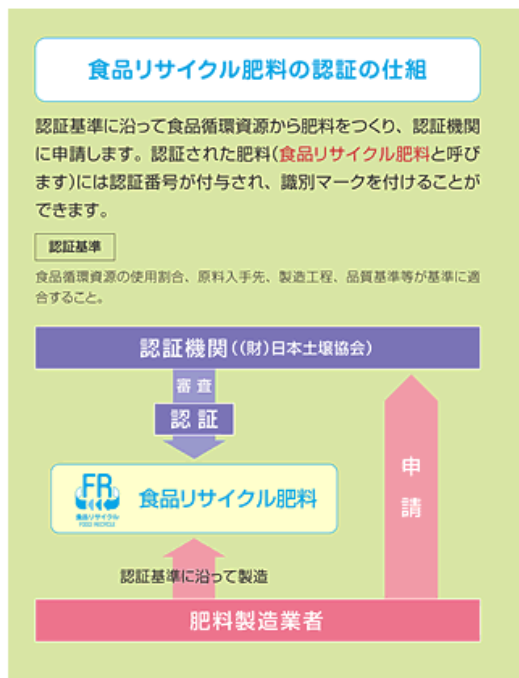 食品リサイクル肥料の認証の仕組
認証基準に沿って食品循環資源から肥料をつくり、認証機関
に申請します。認証された肥料(食品リサイクル肥料と呼び
ます)には認証番号が付与され、識別マークを付けることが
できます。
認証基準
食品循環資源の使用割合、原料入手先、製造工程、品質基準等が基準に適
合すること。
認証機関((財)日本土壌協会)
審査
認証
申請
FR
食品リサイクル
FOOD RECYCLE
食品リサイクル肥料
認証基準に沿って製造
肥料製造業者